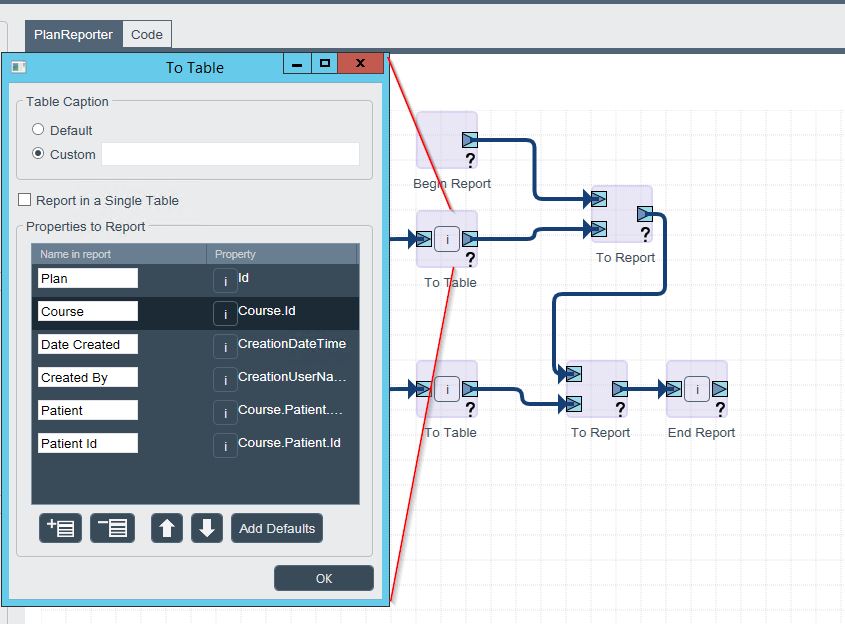 PlanReporter
Code
To Table
Table Caption
Default
Custom
Report in a Single Table
Properties to Report
Name in report
Property
Plan
i
Id
Course
i
Course.Id
Date Created
i
CreationDateTime
Created By
i
CreationUserNa...
Patient
i
Course.Patient....
Patient Id
i
Course.Patient.Id
Add Defaults
OK
?
Begin Report
i
?
To Table
?
To Report
i
?
To Table
?
To Report
i
?
End Report